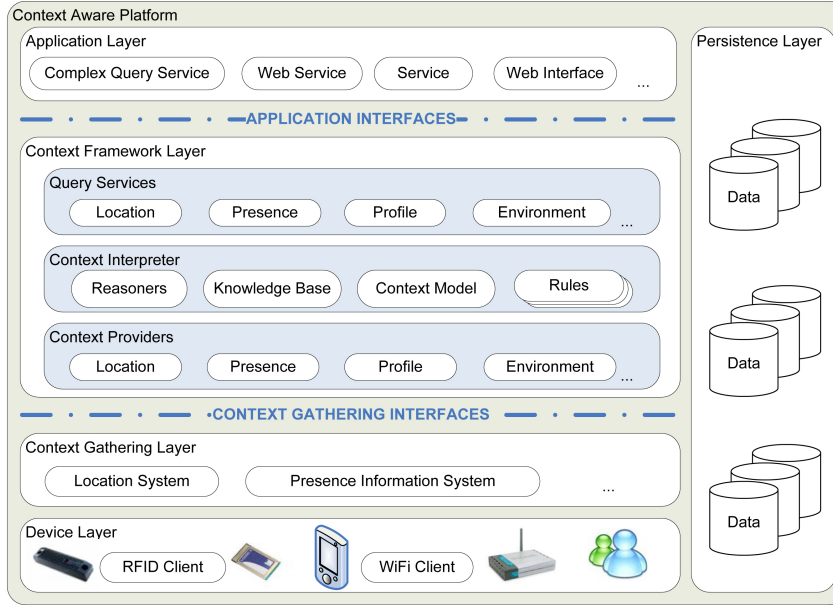 Context Aware Platform
Application Layer
Complex Query Service
Web Service
Service
Web Interface
...
APPLICATION INTERFACES
Context Framework Layer
Query Services
Location
Presence
Profile
Environment
...
Context Interpreter
Reasoners
Knowledge Base
Context Model
Rules
Context Providers
Location
Presence
Profile
Environment
...
CONTEXT GATHERING INTERFACES
Context Gathering Layer
Location System
Presence Information System
...
Device Layer
RFID Client
WiFi Client
Persistence Layer
Data
Data
Data